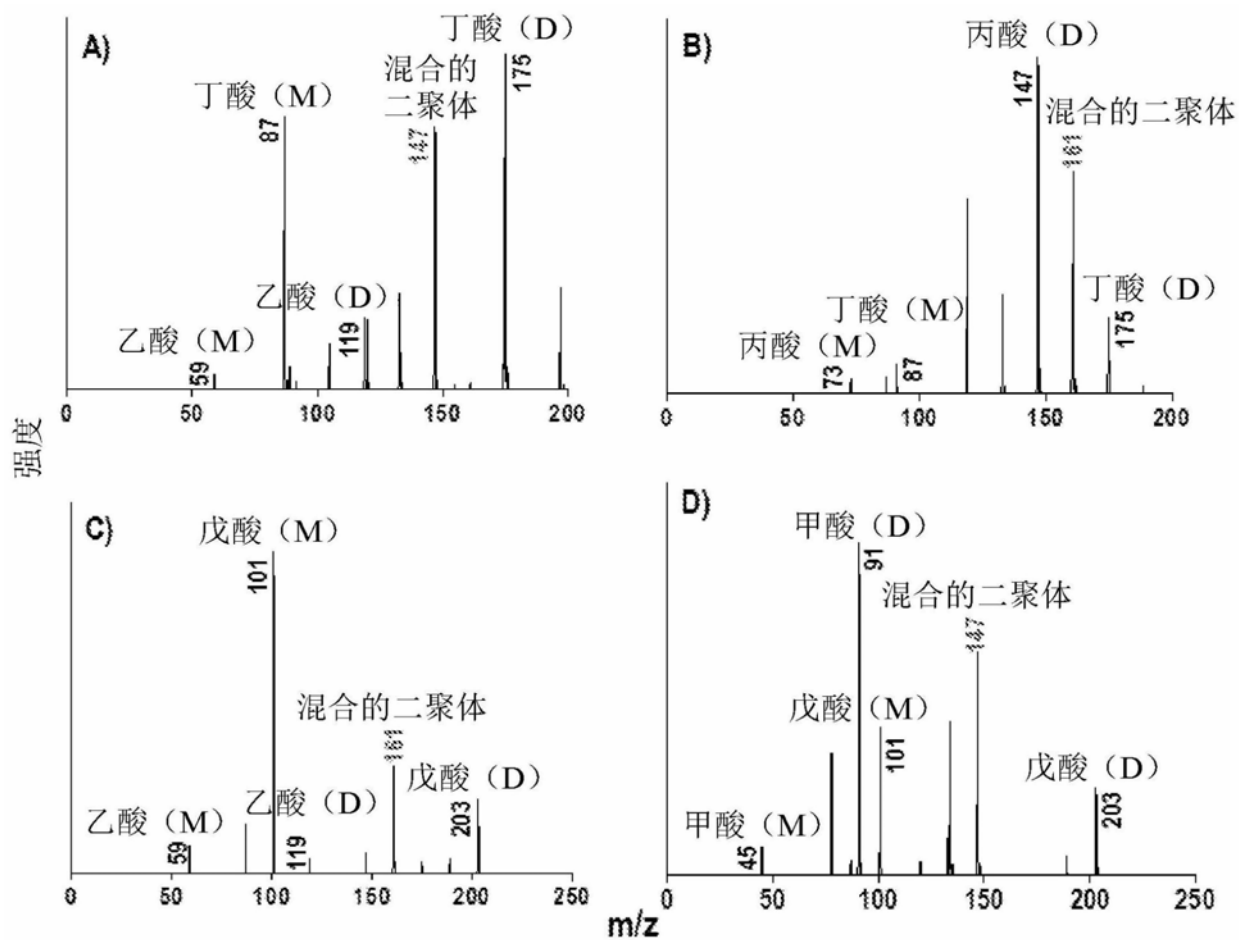 A)
丁酸（D）
175
混合的
二聚体
147
丁酸（M）
87
乙酸（D）
119
乙酸（M）
59
0 50 100 150 200
B)
丙酸（D）
147
混合的二聚体
161
丁酸（D）
175
丁酸（M）
87
丙酸（M）
73
0 50 100 150 200
强度
C)
戊酸（M）
101
混合的二聚体
161
戊酸（D）
203
乙酸（D）
119
乙酸（M）
59
0 50 100 150 200 250
D)
甲酸（D）
91
混合的二聚体
147
戊酸（M）
101
戊酸（D）
203
甲酸（M）
45
0 50 100 150 200 250
m/z